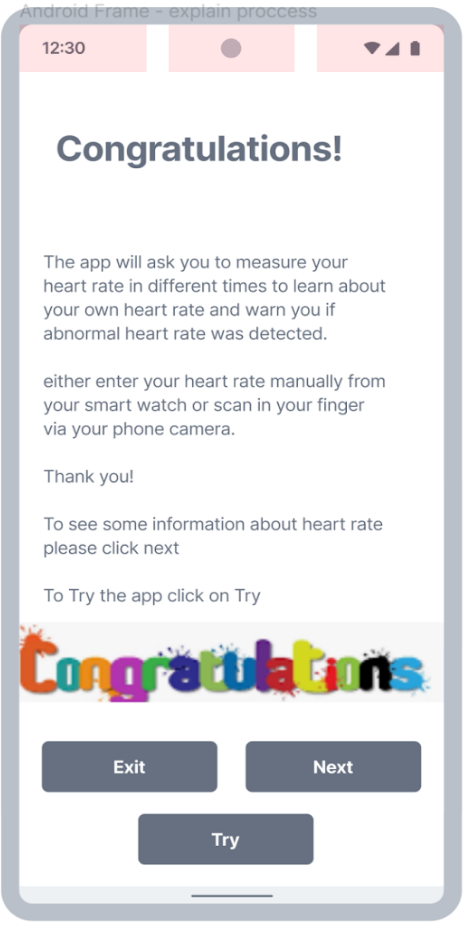 Android Frame - explain proccess
12:30
Congratulations!
The app will ask you to measure your
heart rate in different times to learn about
your own heart rate and warn you if
abnormal heart rate was detected.
either enter your heart rate manually from
your smart watch or scan in your finger
via your phone camera.
Thank you!
To see some information about heart rate
please click next
To Try the app click on Try
Congratulations
Exit
Next
Try